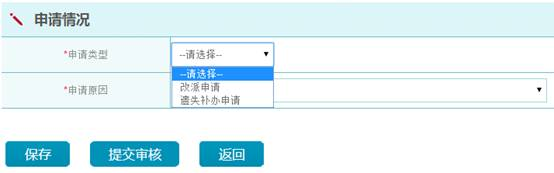 申请情况
*申请类型
--请选择--
--请选择--
改派申请
遗失补办申请
*申请原因
保存 提交审核 返回